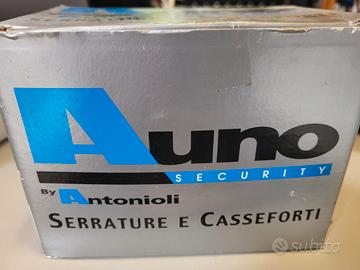 Auno
SECURITY
By Antonioli
SERRATURE E CASSEFORTI
subito